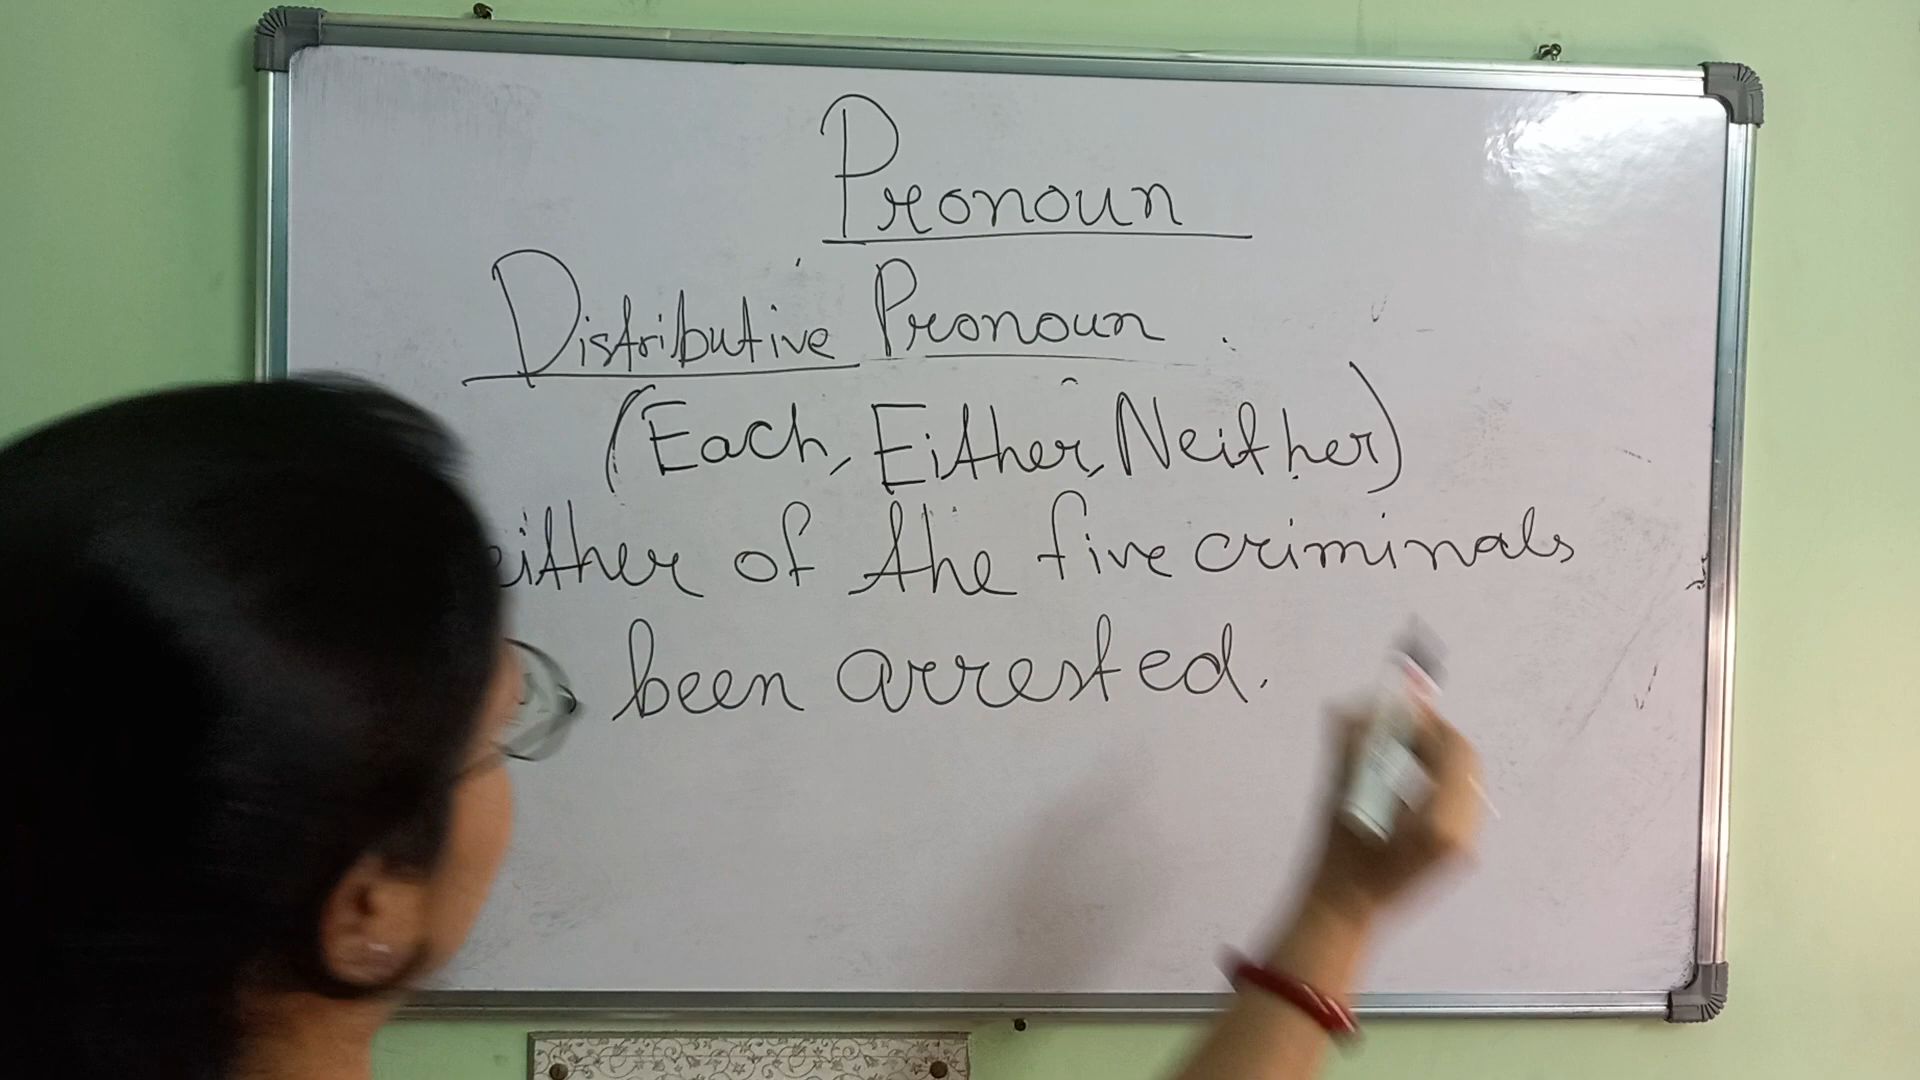 Pronoun
Distributive Pronoun.
(Each, Either, Neither)
either of the five criminals
been arrested.